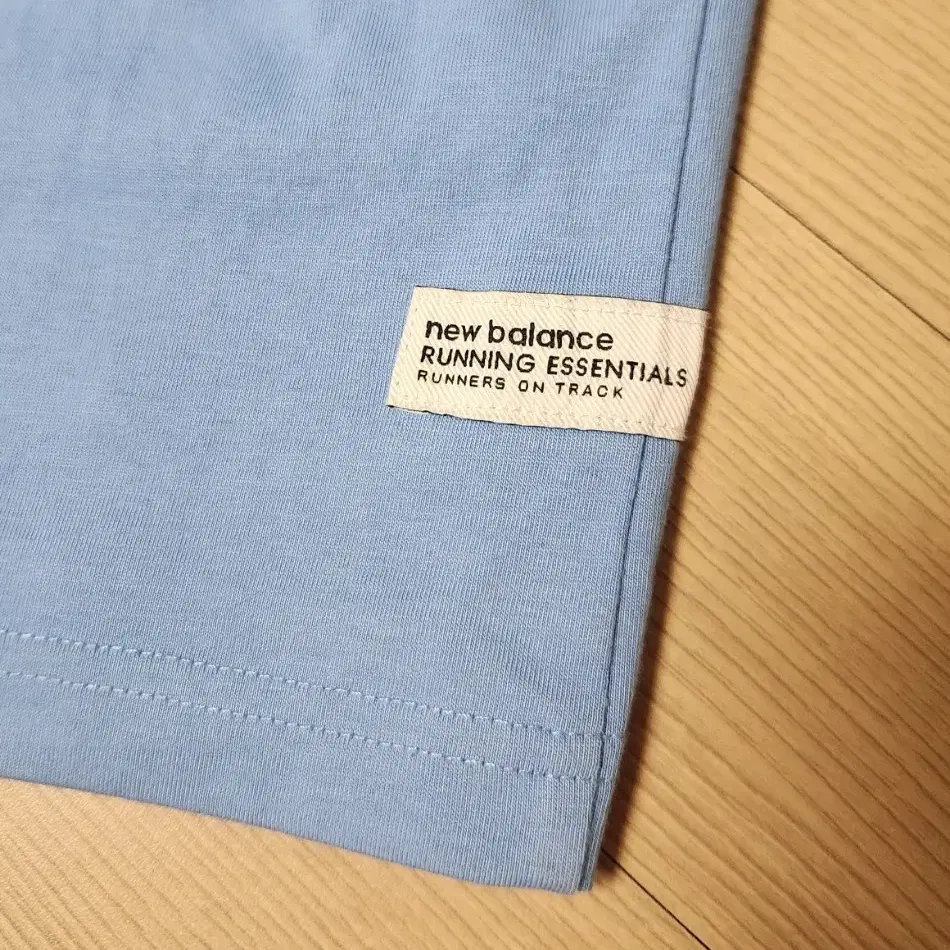 new balance
RUNNING ESSENTIALS
RUNNERS ON TRACK